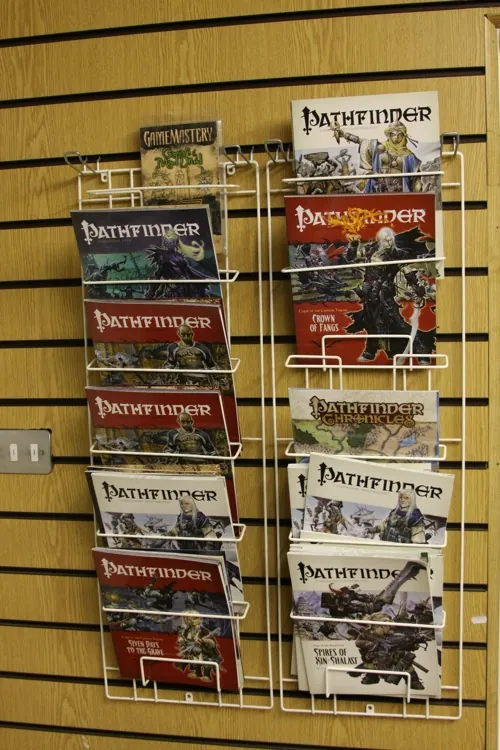 GAMEMASTERY
PATHFINDER
PATHFINDER
PATHFINDER
PATHFINDER
PATHFINDER
SEVEN DAYS
TO THE GRAVE
PATHFINDER
PATHFINDER
CROWN
OF FANGS
PATHFINDER
CHRONICLES
PATHFINDER
PATHFINDER
SPIRES OF
XIN-SHALAST